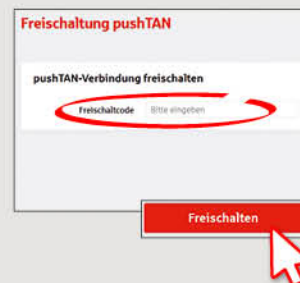 Freischaltung pushTAN
pushTAN-Verbindung freischalten
Freischaltcode Bitte eingeben
Freischalten